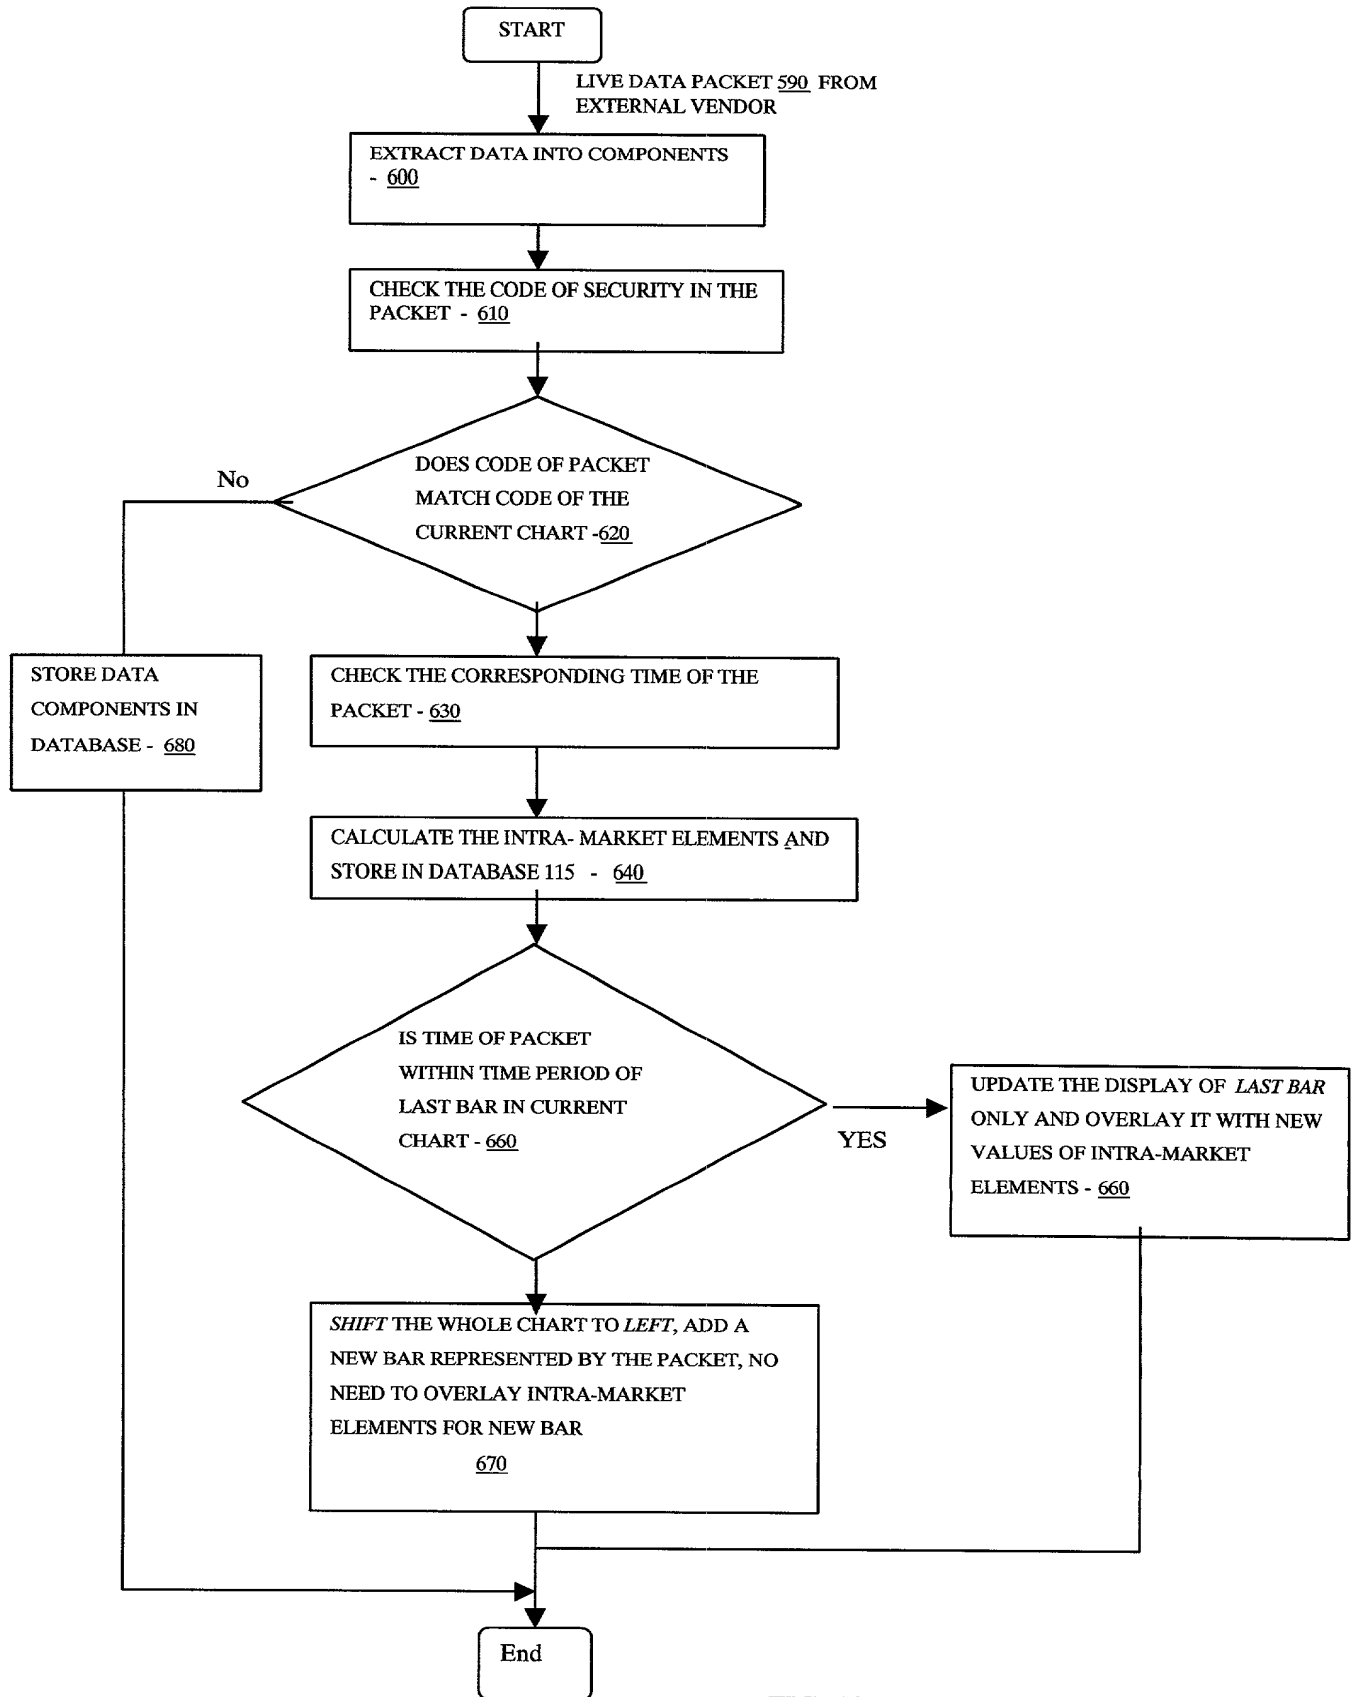 START
LIVE DATA PACKET 590 FROM
EXTERNAL VENDOR
EXTRACT DATA INTO COMPONENTS
- 600
CHECK THE CODE OF SECURITY IN THE
PACKET - 610
DOES CODE OF PACKET
MATCH CODE OF THE
CURRENT CHART -620
No
STORE DATA
COMPONENTS IN
DATABASE - 680
CHECK THE CORRESPONDING TIME OF THE
PACKET - 630
CALCULATE THE INTRA- MARKET ELEMENTS AND
STORE IN DATABASE 115 - 640
IS TIME OF PACKET
WITHIN TIME PERIOD OF
LAST BAR IN CURRENT
CHART - 660
YES
UPDATE THE DISPLAY OF LAST BAR
ONLY AND OVERLAY IT WITH NEW
VALUES OF INTRA-MARKET
ELEMENTS - 660
SHIFT THE WHOLE CHART TO LEFT, ADD A
NEW BAR REPRESENTED BY THE PACKET, NO
NEED TO OVERLAY INTRA-MARKET
ELEMENTS FOR NEW BAR
670
End